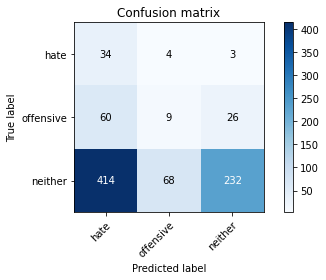 Confusion matrix
hate 34 4 3
offensive 60 9 26
neither 414 68 232
hate offensive neither
True label
Predicted label
400
350
300
250
200
150
100
50